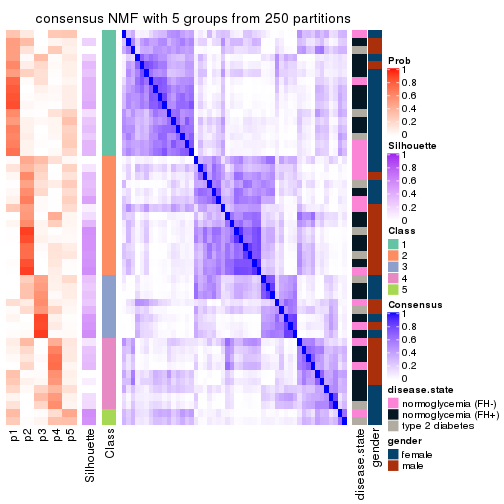 consensus NMF with 5 groups from 250 partitions
Prob
1
0.8
0.6
0.4
0.2
0
Silhouette
1
0.8
0.6
0.4
0.2
0
Class
1
2
3
4
5
Consensus
1
0.8
0.6
0.4
0.2
0
disease.state
normoglycemia (FH-)
normoglycemia (FH+)
type 2 diabetes
gender
female
male
p1
p2
p3
p4
p5
Silhouette
Class
disease.state
gender